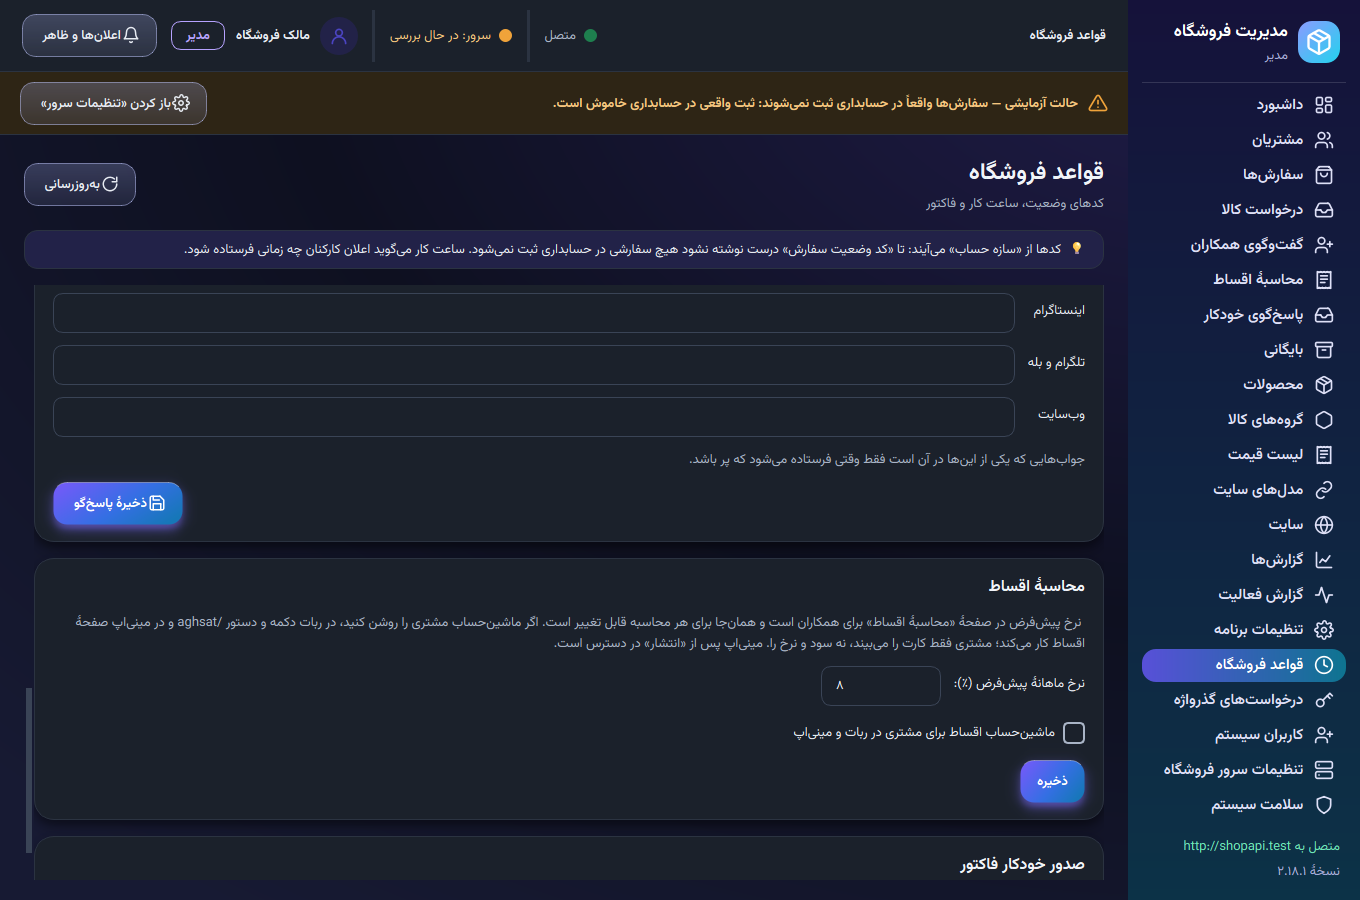 مدیریت فروشگاه
مدیر
داشبورد
مشتریان
سفارش‌ها
درخواست کالا
گفت‌وگوی همکاران
محاسبهٔ اقساط
پاسخ‌گوی خودکار
بایگانی
محصولات
گروه‌های کالا
لیست قیمت
مدل‌های سایت
سایت
گزارش‌ها
گزارش فعالیت
تنظیمات برنامه
قواعد فروشگاه
درخواست‌های گذرواژه
کاربران سیستم
تنظیمات سرور فروشگاه
سلامت سیستم
متصل به http://shopapi.test
نسخهٔ ۲.۱۸.۱
قواعد فروشگاه
متصل
سرور: در حال بررسی
مالک فروشگاه
مدیر
اعلان‌ها و ظاهر
حالت آزمایشی — سفارش‌ها واقعاً در حسابداری ثبت نمی‌شوند: ثبت واقعی در حسابداری خاموش است.
باز کردن «تنظیمات سرور»
قواعد فروشگاه
کدهای وضعیت، ساعت کار و فاکتور
به‌روزرسانی
کدها از «سازه حساب» می‌آیند: تا «کد وضعیت سفارش» درست نوشته نشود هیچ سفارشی در حسابداری ثبت نمی‌شود. ساعت کار می‌گوید اعلان کارکنان چه زمانی فرستاده شود.
اینستاگرام
تلگرام و بله
وب‌سایت
جواب‌هایی که یکی از این‌ها در آن است فقط وقتی فرستاده می‌شود که پر باشد.
ذخیرهٔ پاسخ‌گو
محاسبهٔ اقساط
نرخ پیش‌فرض در صفحهٔ «محاسبهٔ اقساط» برای همکاران است و همان‌جا برای هر محاسبه قابل تغییر است. اگر ماشین‌حساب مشتری را روشن کنید، در ربات دکمه و دستور /aghsat و در مینی‌اپ صفحهٔ
اقساط کار می‌کند؛ مشتری فقط کارت را می‌بیند، نه سود و نرخ را. مینی‌اپ پس از «انتشار» در دسترس است.
نرخ ماهانهٔ پیش‌فرض (٪):
۸
ماشین‌حساب اقساط برای مشتری در ربات و مینی‌اپ
ذخیره
صدور خودکار فاکتور